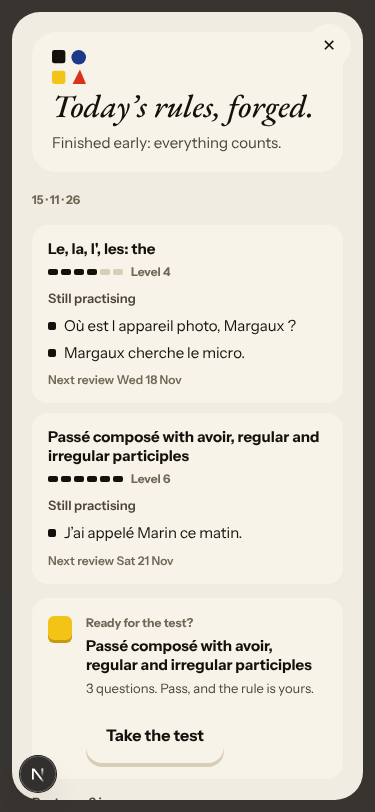 Today's rules, forged.
Finished early: everything counts.
15·11·26
Le, la, l', les: the
Level 4
Still practising
Où est l appareil photo, Margaux ?
Margaux cherche le micro.
Next review Wed 18 Nov
Passé composé with avoir, regular and
irregular participles
Level 6
Still practising
J'ai appelé Marin ce matin.
Next review Sat 21 Nov
Ready for the test?
Passé composé with avoir,
regular and irregular participles
3 questions. Pass, and the rule is yours.
Take the test
N